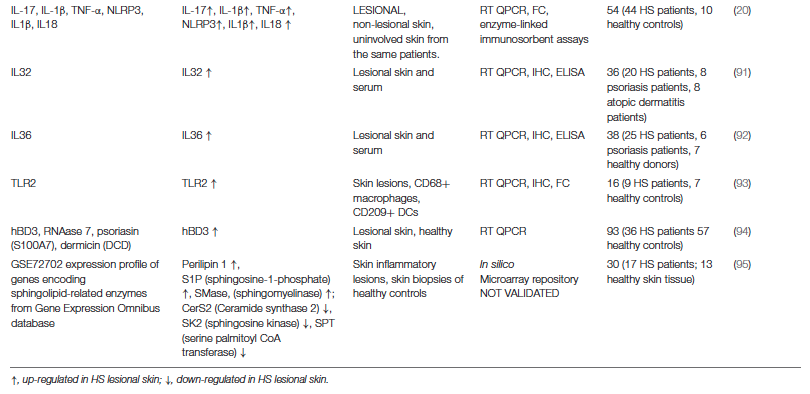 IL-17, IL-1β, TNF-α, NLRP3, IL-17↑, IL-1β↑, TNF-α↑, LESIONAL, RT QPCR, FC, 54 (44 HS patients, 10 (20)
IL1β, IL18 NLRP3↑, IL1β↑, IL18 ↑ non-lesional skin, enzyme-linked healthy controls)
uninvolved skin from immunosorbent assays
the same patients.
IL32 IL32 ↑ Lesional skin and RT QPCR, IHC, ELISA 36 (20 HS patients, 8 (91)
serum psoriasis patients, 8
atopic dermatitis
patients)
IL36 IL36 ↑ Lesional skin and RT QPCR, IHC, ELISA 38 (25 HS patients, 6 (92)
serum psoriasis patients, 7
healthy donors)
TLR2 TLR2 ↑ Skin lesions, CD68+ RT QPCR, IHC, FC 16 (9 HS patients, 7 (93)
macrophages, healthy controls)
CD209+ DCs
hBD3, RNAase 7, psoriasin hBD3 ↑ Lesional skin, healthy RT QPCR 93 (36 HS patients 57 (94)
(S100A7), dermicin (DCD) skin healthy controls)
GSE72702 expression profile of Perilipin 1 ↑, Skin inflammatory In silico 30 (17 HS patients; 13 (95)
genes encoding S1P (sphingosine-1-phosphate) lesions, skin biopsies of Microarray repository healthy skin tissue)
sphingolipid-related enzymes ↑, SMase, (sphingomyelinase) ↑; healthy controls NOT VALIDATED
from Gene Expression Omnibus CerS2 (Ceramide synthase 2) ↓,
database SK2 (sphingosine kinase) ↓, SPT
(serine palmitoyl CoA
transferase) ↓
↑, up-regulated in HS lesional skin; ↓, down-regulated in HS lesional skin.